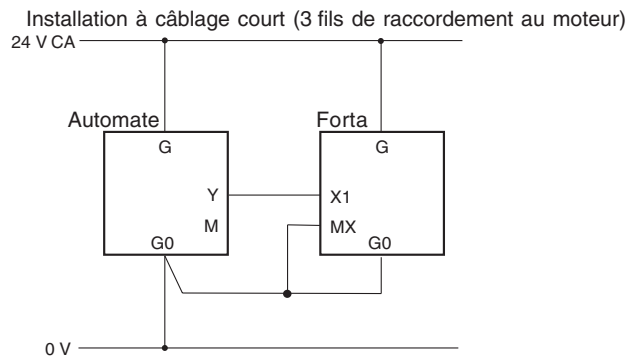 Installation à câblage court (3 fils de raccordement au moteur)
24 V CA
Automate
Forta
G
G
Y
X1
M
MX
G0
G0
0 V